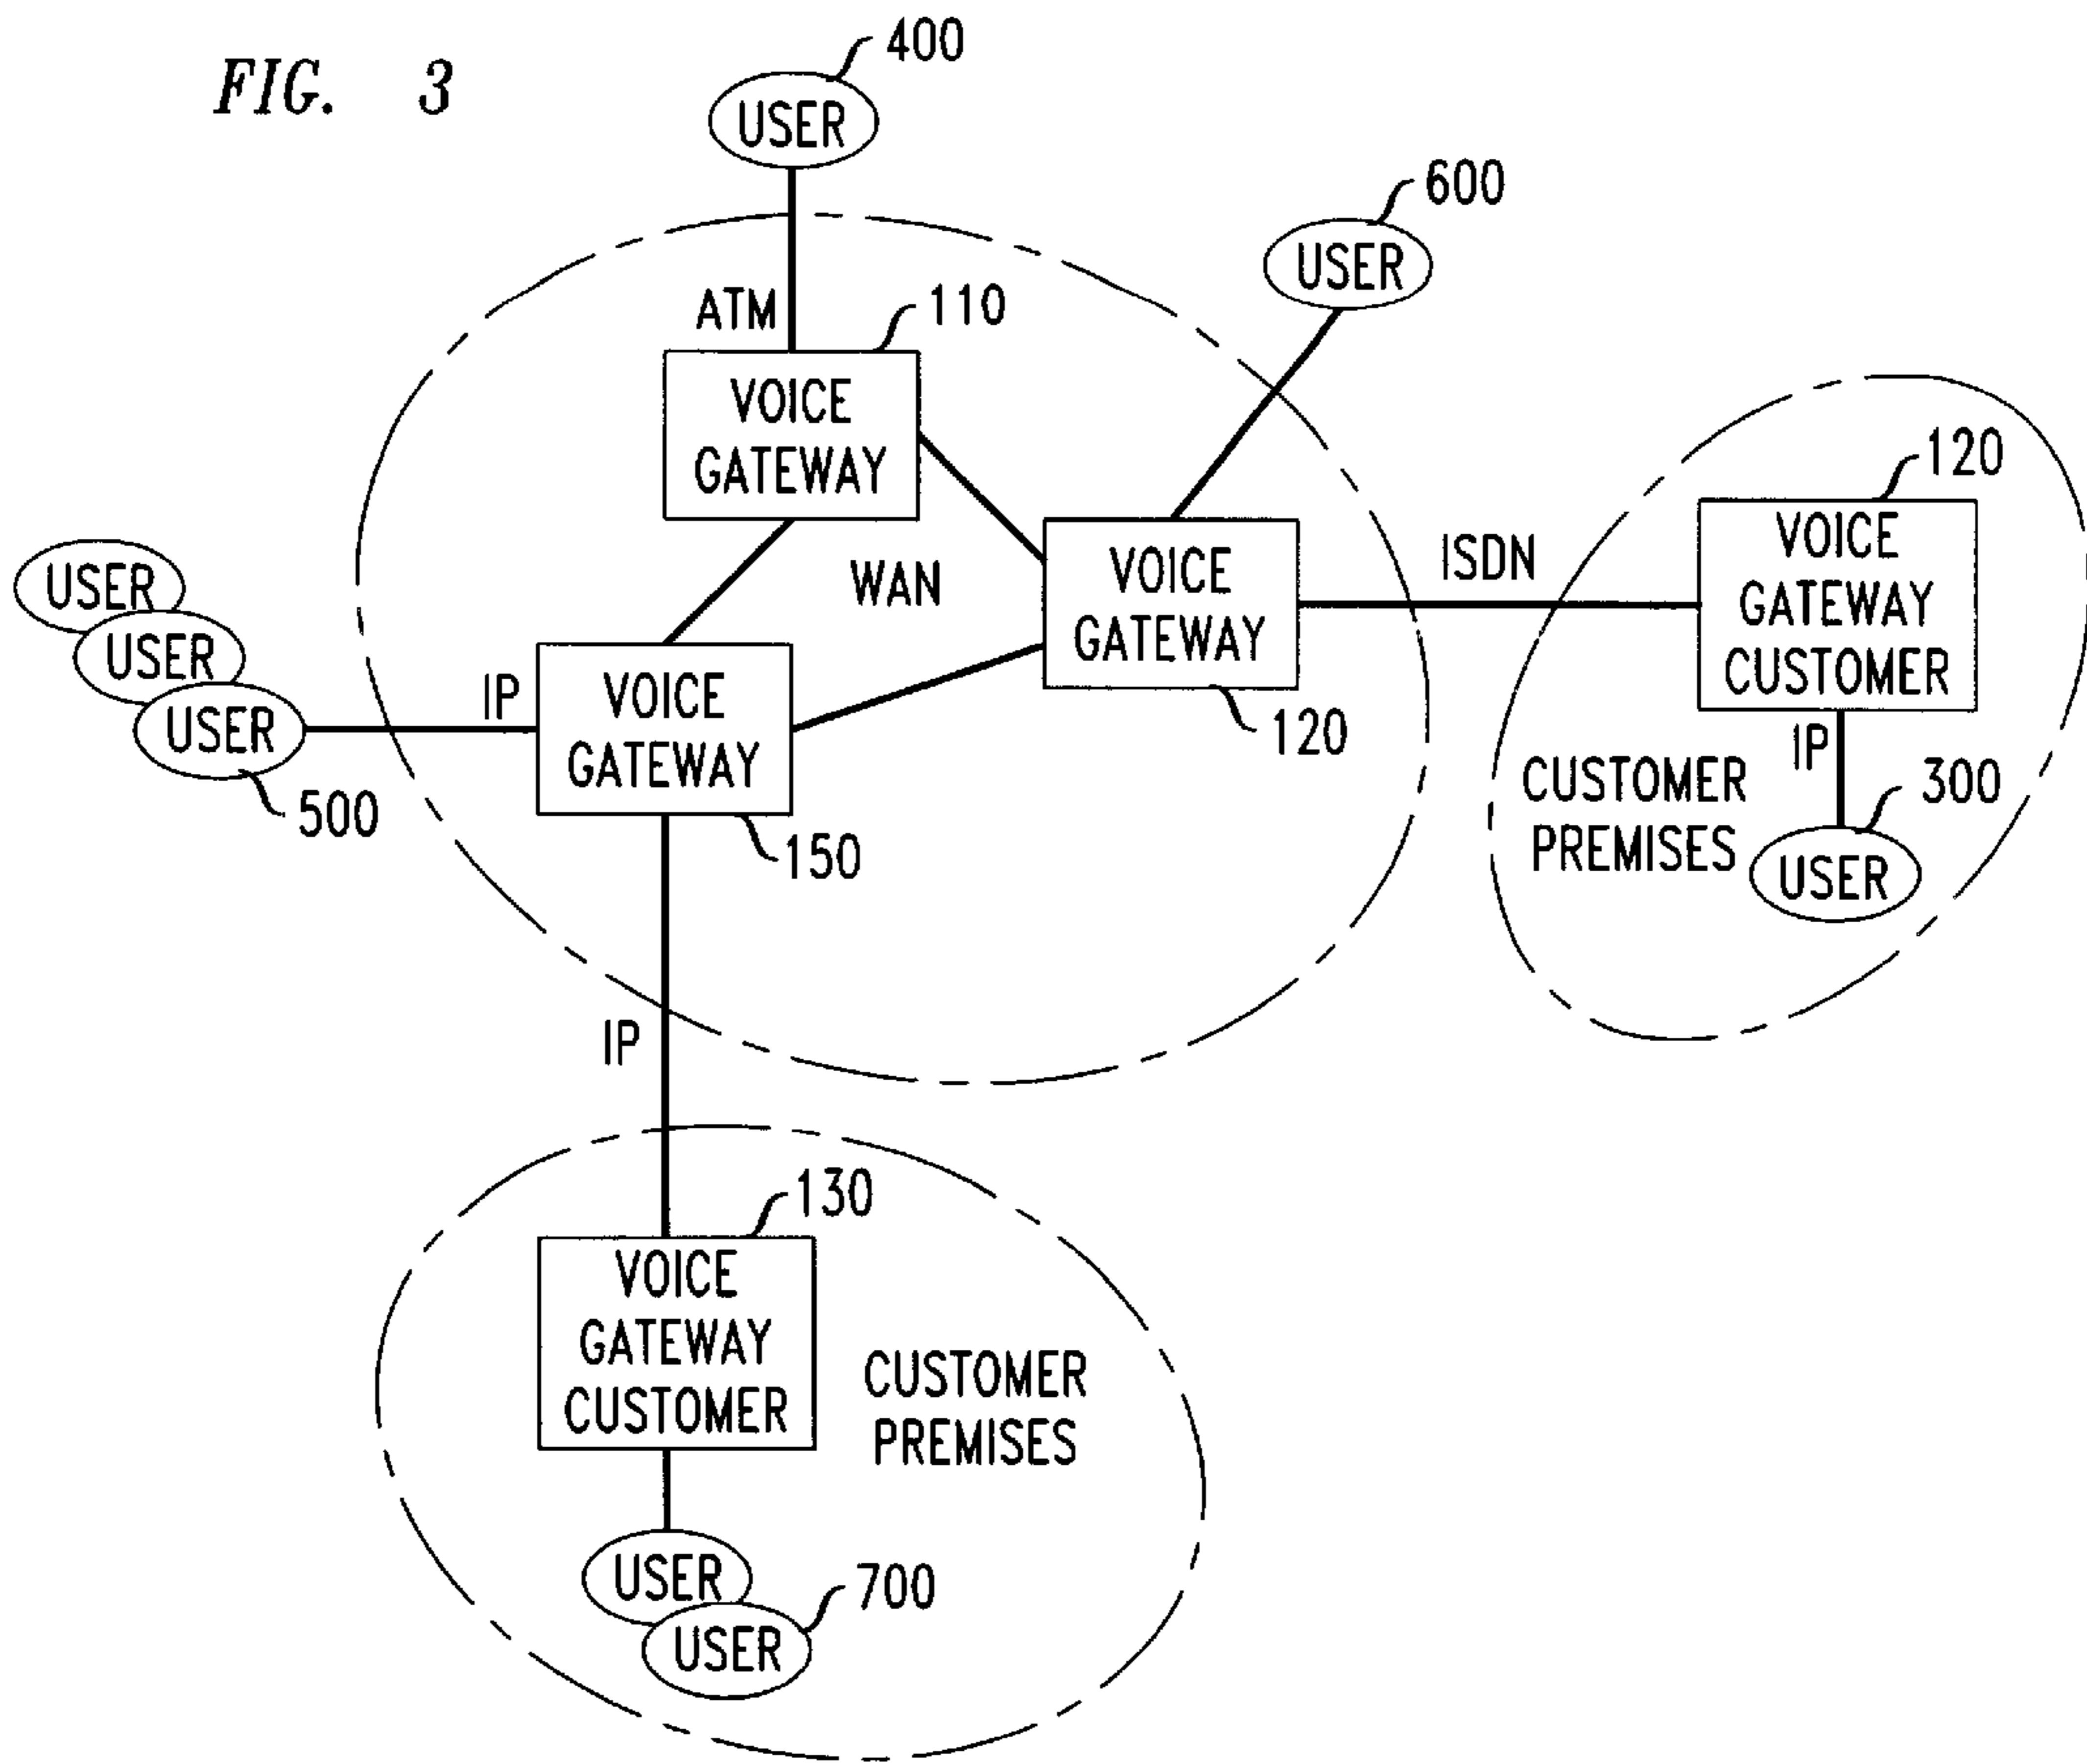 FIG. 3
400
USER
600
USER
ATM
110
VOICE
GATEWAY
120
VOICE
GATEWAY
CUSTOMER
ISDN
WAN
VOICE
GATEWAY
120
USER
USER
USER
500
IP
VOICE
GATEWAY
150
IP
CUSTOMER
PREMISES
300
USER
IP
130
VOICE
GATEWAY
CUSTOMER
CUSTOMER
PREMISES
USER
USER
700